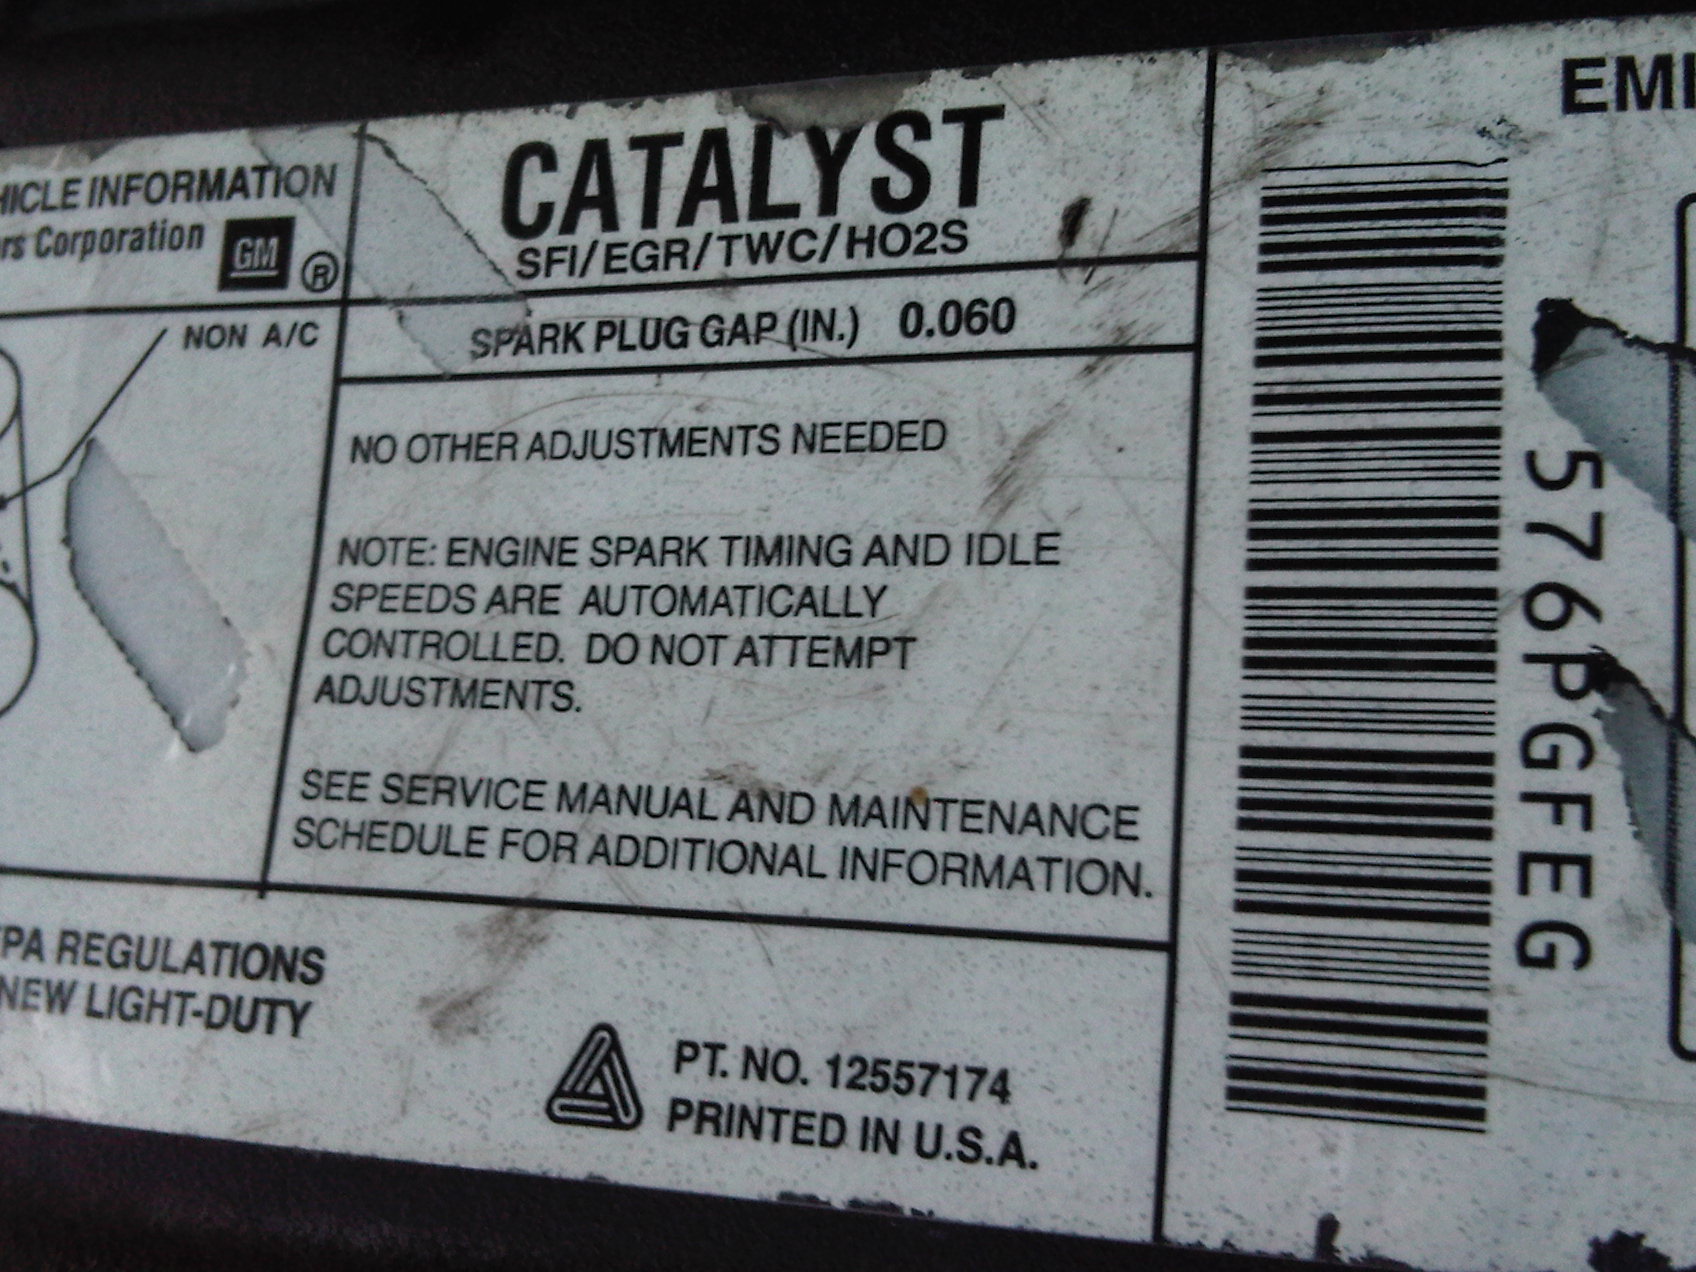 HICLE INFORMATION
rs Corporation GM ®
NON A/C
CATALYST
SFI/EGR/TWC/HO2S
SPARK PLUG GAP (IN.) 0.060
NO OTHER ADJUSTMENTS NEEDED
NOTE: ENGINE SPARK TIMING AND IDLE
SPEEDS ARE AUTOMATICALLY
CONTROLLED. DO NOT ATTEMPT
ADJUSTMENTS.
SEE SERVICE MANUAL AND MAINTENANCE
SCHEDULE FOR ADDITIONAL INFORMATION.
PA REGULATIONS
NEW LIGHT-DUTY
PT. NO. 12557174
PRINTED IN U.S.A.
EMI
576PGFEG